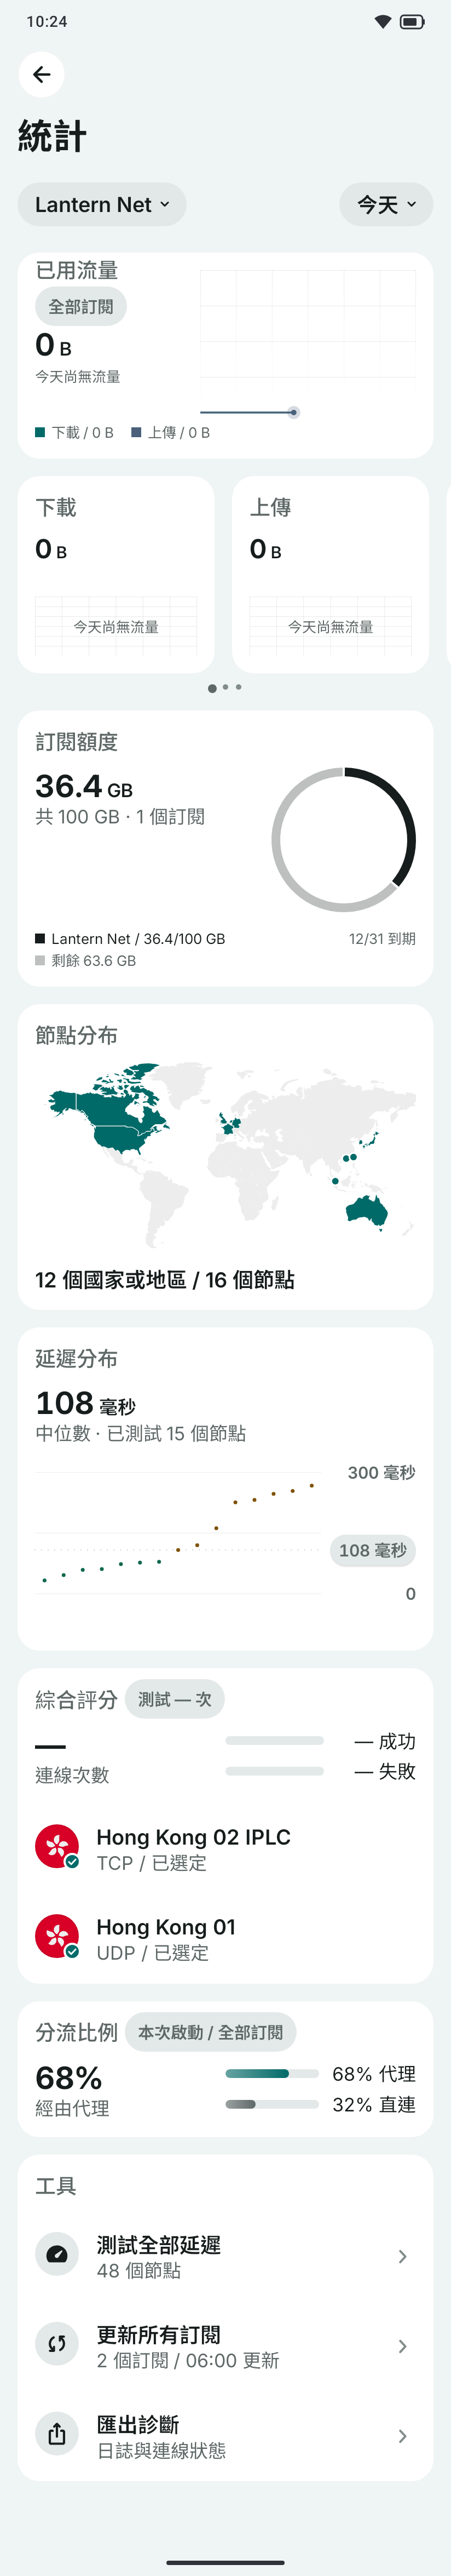 10:24
統計
Lantern Net
今天
已用流量
全部訂閱
0 B
今天尚無流量
下載 / 0 B
上傳 / 0 B
下載
0 B
今天尚無流量
上傳
0 B
今天尚無流量
訂閱額度
36.4 GB
共 100 GB · 1 個訂閱
Lantern Net / 36.4/100 GB
12/31 到期
剩餘 63.6 GB
節點分布
12 個國家或地區 / 16 個節點
延遲分布
108 毫秒
中位數 · 已測試 15 個節點
300 毫秒
108 毫秒
0
綜合評分
測試 — 次
—
連線次數
— 成功
— 失敗
Hong Kong 02 IPLC
TCP / 已選定
Hong Kong 01
UDP / 已選定
分流比例
本次啟動 / 全部訂閱
68%
經由代理
68% 代理
32% 直連
工具
測試全部延遲
48 個節點
更新所有訂閱
2 個訂閱 / 06:00 更新
匯出診斷
日誌與連線狀態